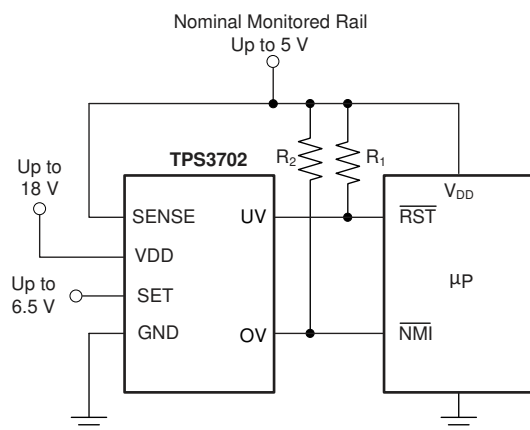 Nominal Monitored Rail
Up to 5 V
TPS3702
R2
R1
Up to
18 V
VDD
SENSE
UV
RST
VDD
µP
Up to
6.5 V
SET
GND
OV
NMI